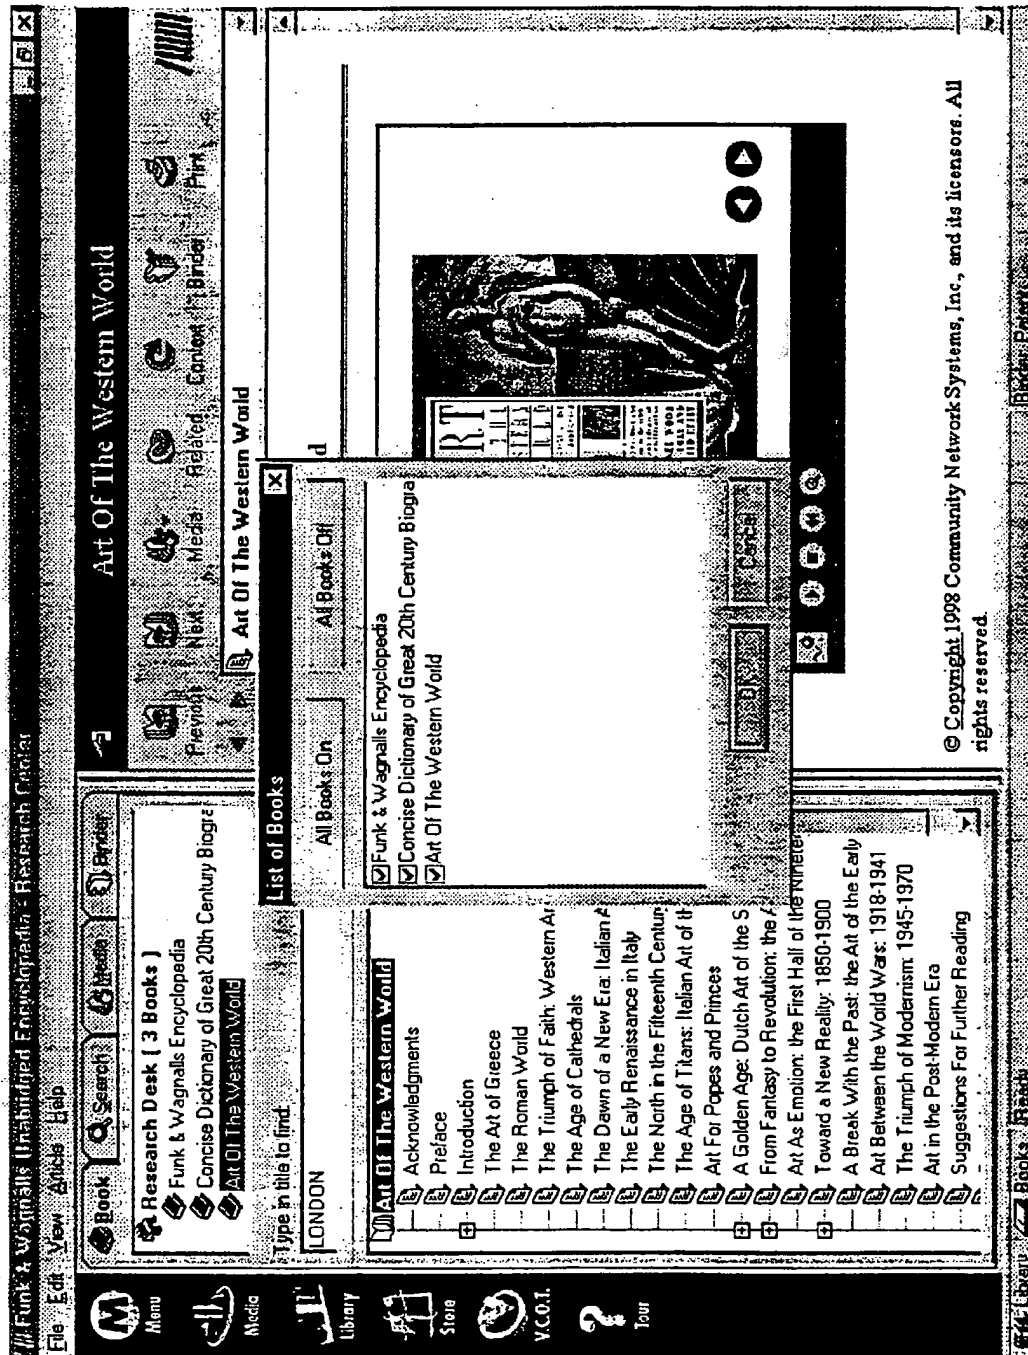 Funk & Wagnalls Unabridged Encyclopedia - Research Center
File Edit View Article Help
Menu
Media
Library
Store
V.C.O.T.
Tour
Book Search Media Binder
Research Desk [ 3 Books ]
Funk & Wagnalls Encyclopedia
Concise Dictionary of Great 20th Century Biogra
Art Of The Western World
Type in title to find
LONDON
Art Of The Western World
Acknowledgments
Preface
Introduction
The Art of Greece
The Roman World
The Triumph of Faith: Western Ar
The Age of Cathedrals
The Dawn of a New Era: Italian A
The Early Renaissance in Italy
The North in the Fifteenth Centur
The Age of Titans: Italian Art of th
Art For Popes and Princes
A Golden Age: Dutch Art of the S
From Fantasy to Revolution: the A
Art As Emotion: the First Half of the Nineteer
Toward a New Reality: 1850-1900
A Break With the Past: the Art of the Early
Art Between the World Wars: 1918-1941
The Triumph of Modernism: 1945-1970
Art in the Post-Modern Era
Suggestions For Further Reading
Art Of The Western World
Previous Next Media Related Context Binder Print
Art Of The Western World
d
List of Books
All Books On All Books Off
Funk & Wagnalls Encyclopedia
Concise Dictionary of Great 20th Century Biogra
Art Of The Western World
OK Cancel
© Copyright 1998 Community Network Systems, Inc., and its licensors. All
rights reserved.
Books Ready